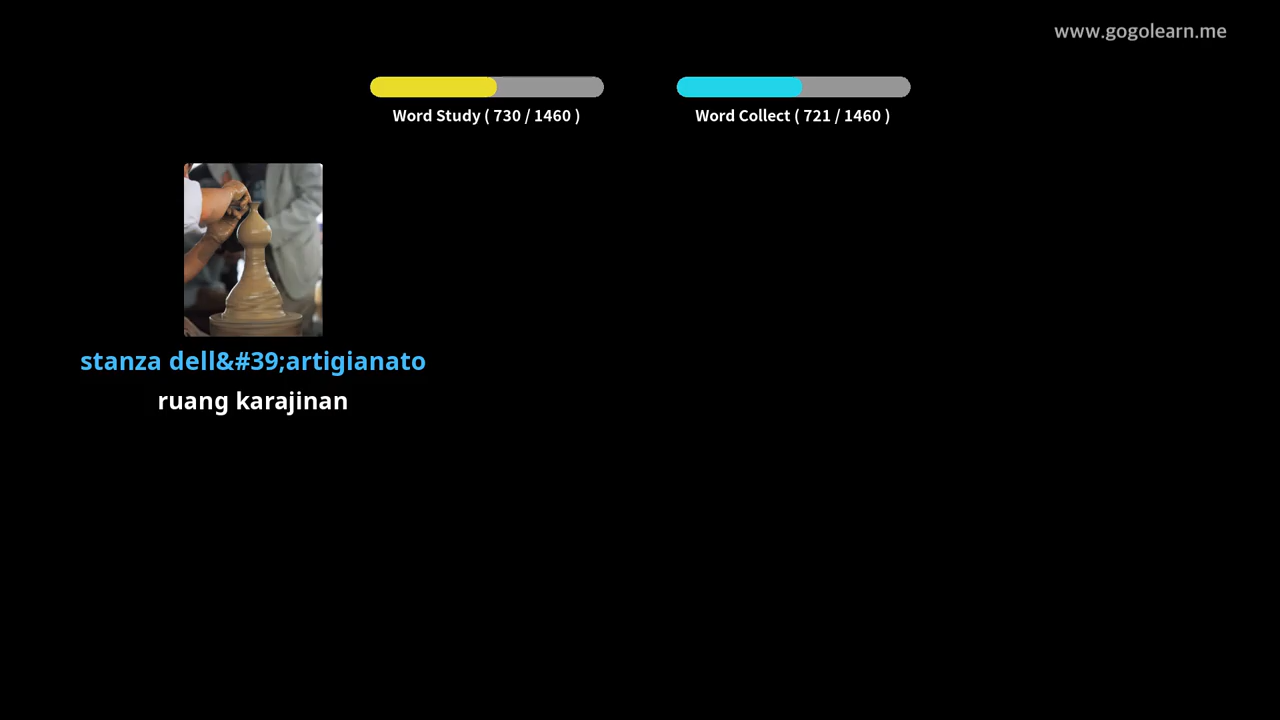 www.gogolearn.me
Word Study ( 730 / 1460 )
Word Collect ( 721 / 1460 )
stanza dell&#39;artigianato
ruang karajinan